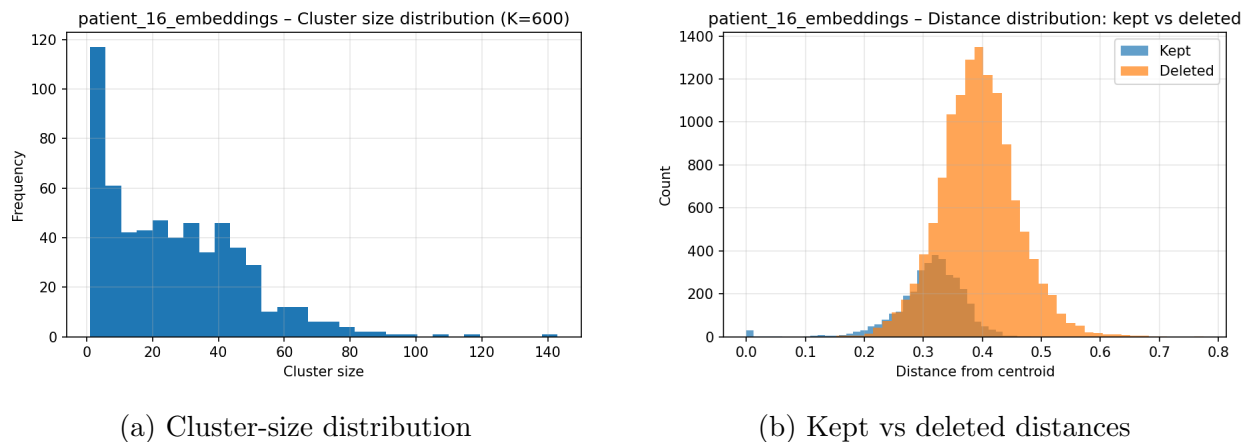 patient_16_embeddings – Cluster size distribution (K=600)
120
100
80
60
40
20
0
Frequency
0 20 40 60 80 100 120 140
Cluster size
(a) Cluster-size distribution
patient_16_embeddings – Distance distribution: kept vs deleted
Kept
Deleted
1400
1200
1000
800
600
400
200
0
Count
0.0 0.1 0.2 0.3 0.4 0.5 0.6 0.7 0.8
Distance from centroid
(b) Kept vs deleted distances